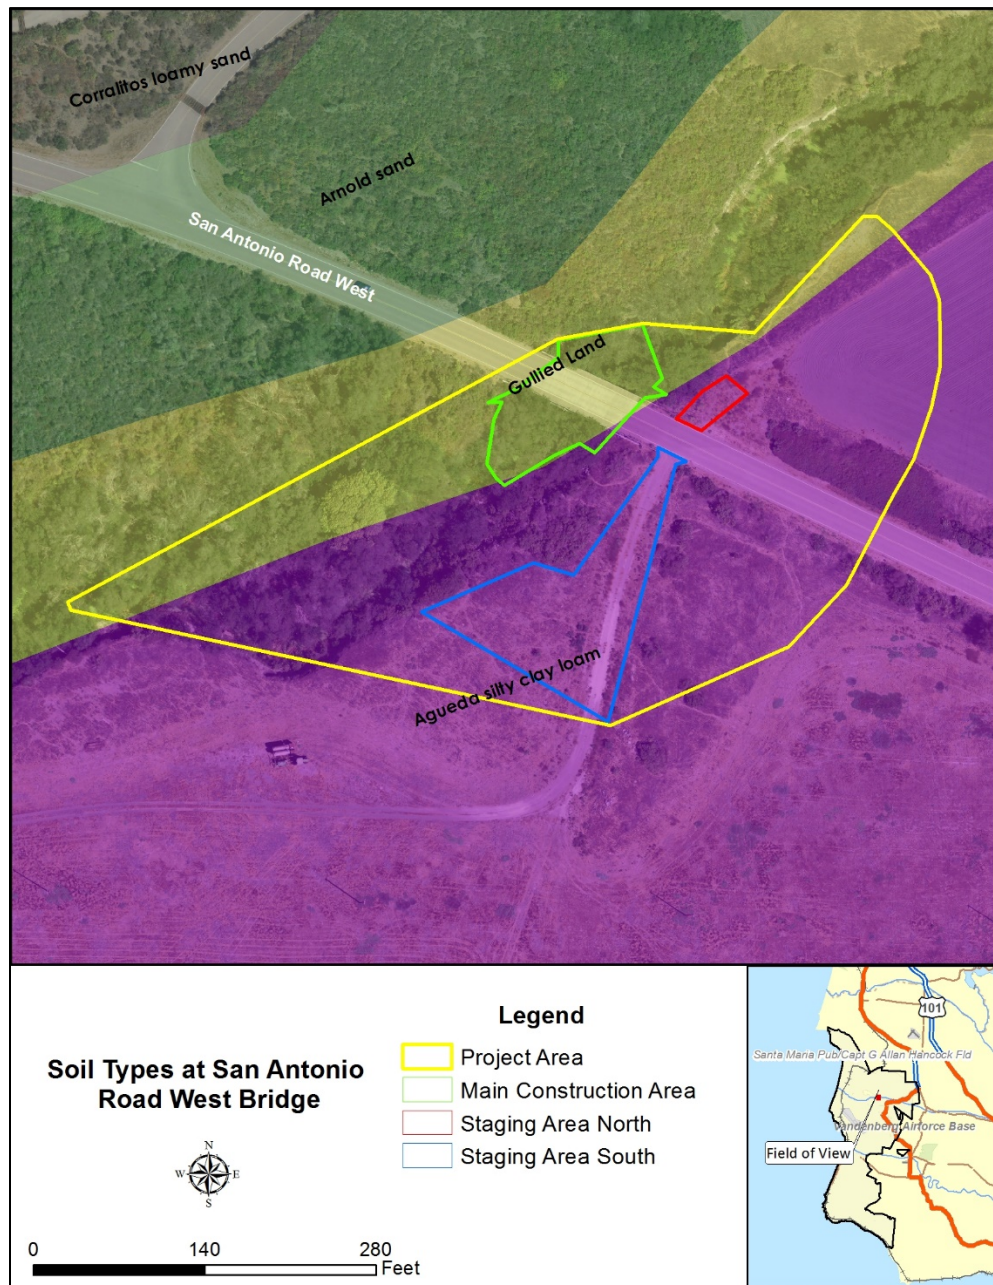 Corralitos loamy sand
Arnold sand
San Antonio Road West
Gullied Land
Agueda silty clay loam
Soil Types at San Antonio
Road West Bridge
N
W E
S
0 140 280
Feet
Legend
Project Area
Main Construction Area
Staging Area North
Staging Area South
101
Santa Maria Pub/Capt G Allan Hancock Fld
Vandenberg Airforce Base
Field of View